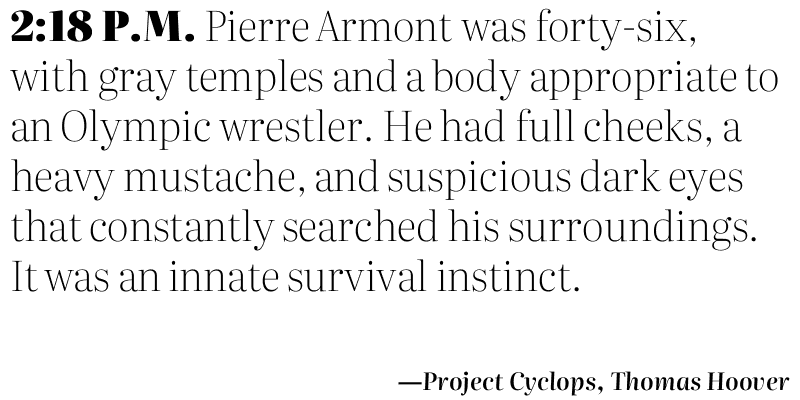 2:18 P.M. Pierre Armont was forty-six,
with gray temples and a body appropriate to
an Olympic wrestler. He had full cheeks, a
heavy mustache, and suspicious dark eyes
that constantly searched his surroundings.
It was an innate survival instinct.
—Project Cyclops, Thomas Hoover